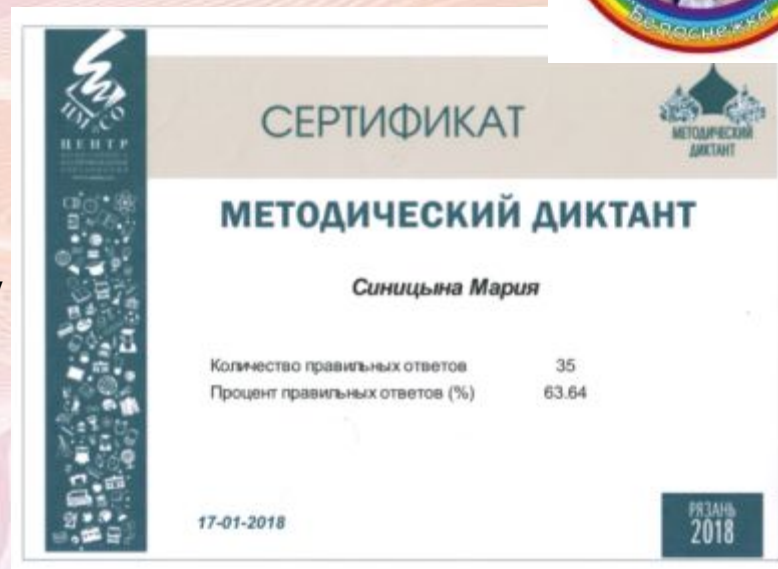 Белоснежка
ЦЕНТР
СЕРТИФИКАТ
МЕТОДИЧЕСКИЙ
ДИКТАНТ
МЕТОДИЧЕСКИЙ ДИКТАНТ
Синицына Мария
Количество правильных ответов 35
Процент правильных ответов (%) 63.64
17-01-2018
РЯЗАНЬ
2018